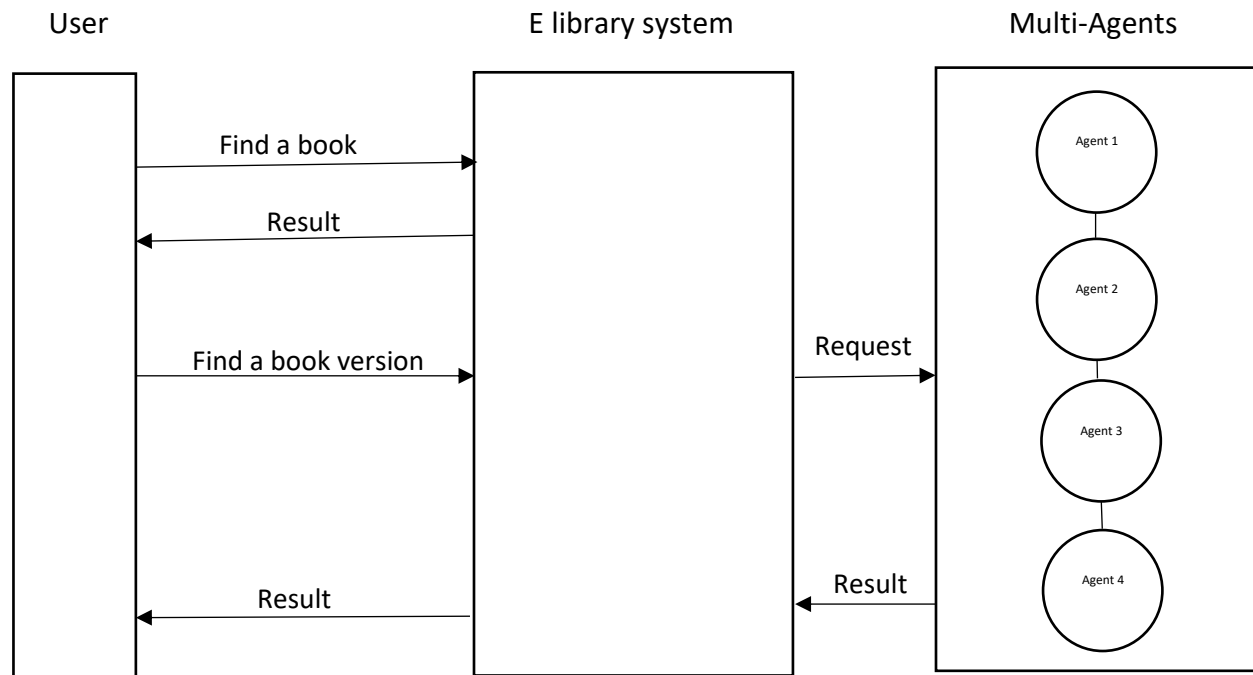 User
E library system
Multi-Agents
Agent 1
Find a book
Result
Agent 2
Find a book version
Request
Agent 3
Agent 4
Result
Result